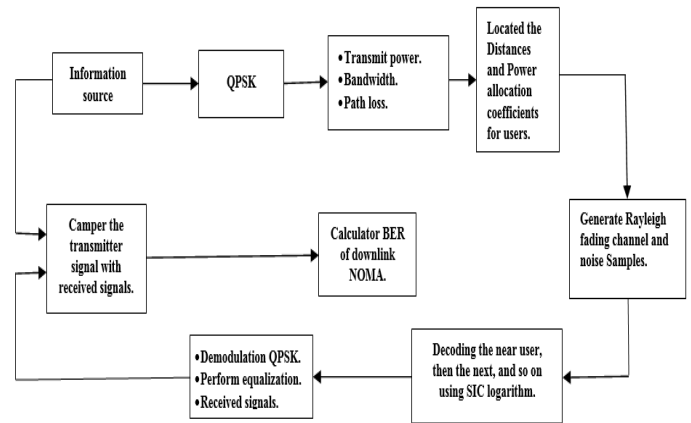 Information
source
QPSK
•Transmit power.
•Bandwidth.
•Path loss.
Located the
Distances
and Power
allocation
coefficients
for users.
Generate Rayleigh
fading channel and
noise Samples.
Decoding the near user,
then the next, and so on
using SIC logarithm.
•Demodulation QPSK.
•Perform equalization.
•Received signals.
Camper the
transmitter
signal with
received signals.
Calculator BER
of downlink
NOMA.